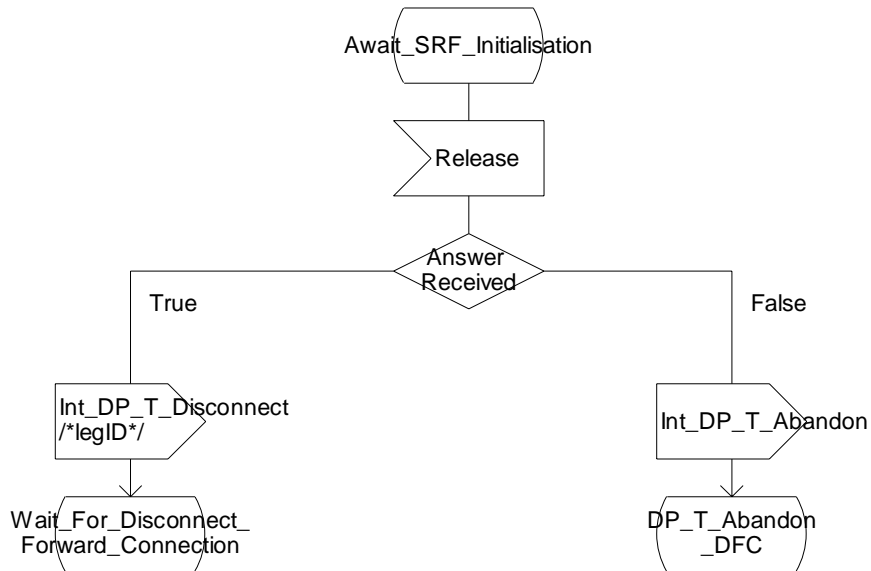 Await_SRF_Initialisation
Release
Answer
Received
True
False
Int_DP_T_Disconnect
/*legID*/
Int_DP_T_Abandon
Wait_For_Disconnect_
Forward_Connection
DP_T_Abandon
_DFC